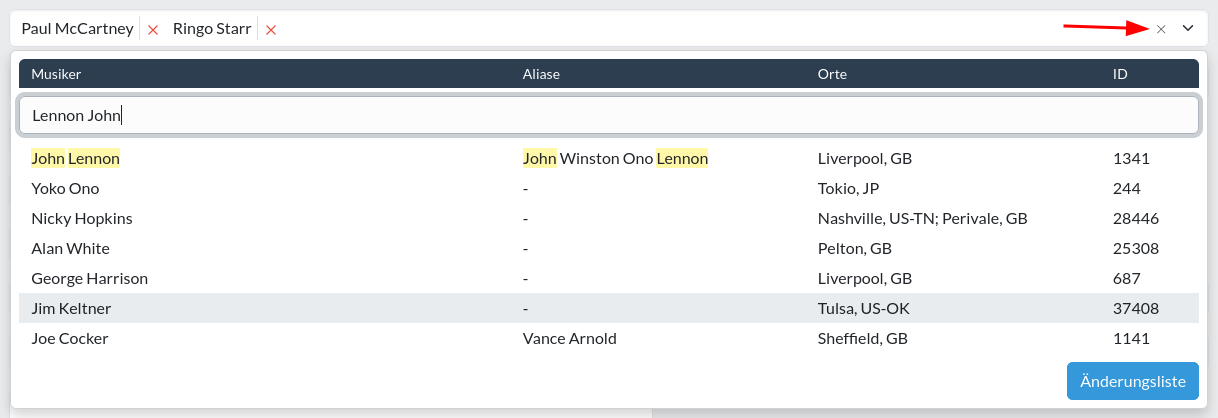 Paul McCartney × Ringo Starr × ×
Musiker Aliase Orte ID
Lennon John
John Lennon John Winston Ono Lennon Liverpool, GB 1341
Yoko Ono - Tokio, JP 244
Nicky Hopkins - Nashville, US-TN; Perivale, GB 28446
Alan White - Pelton, GB 25308
George Harrison - Liverpool, GB 687
Jim Keltner - Tulsa, US-OK 37408
Joe Cocker Vance Arnold Sheffield, GB 1141
Änderungsliste